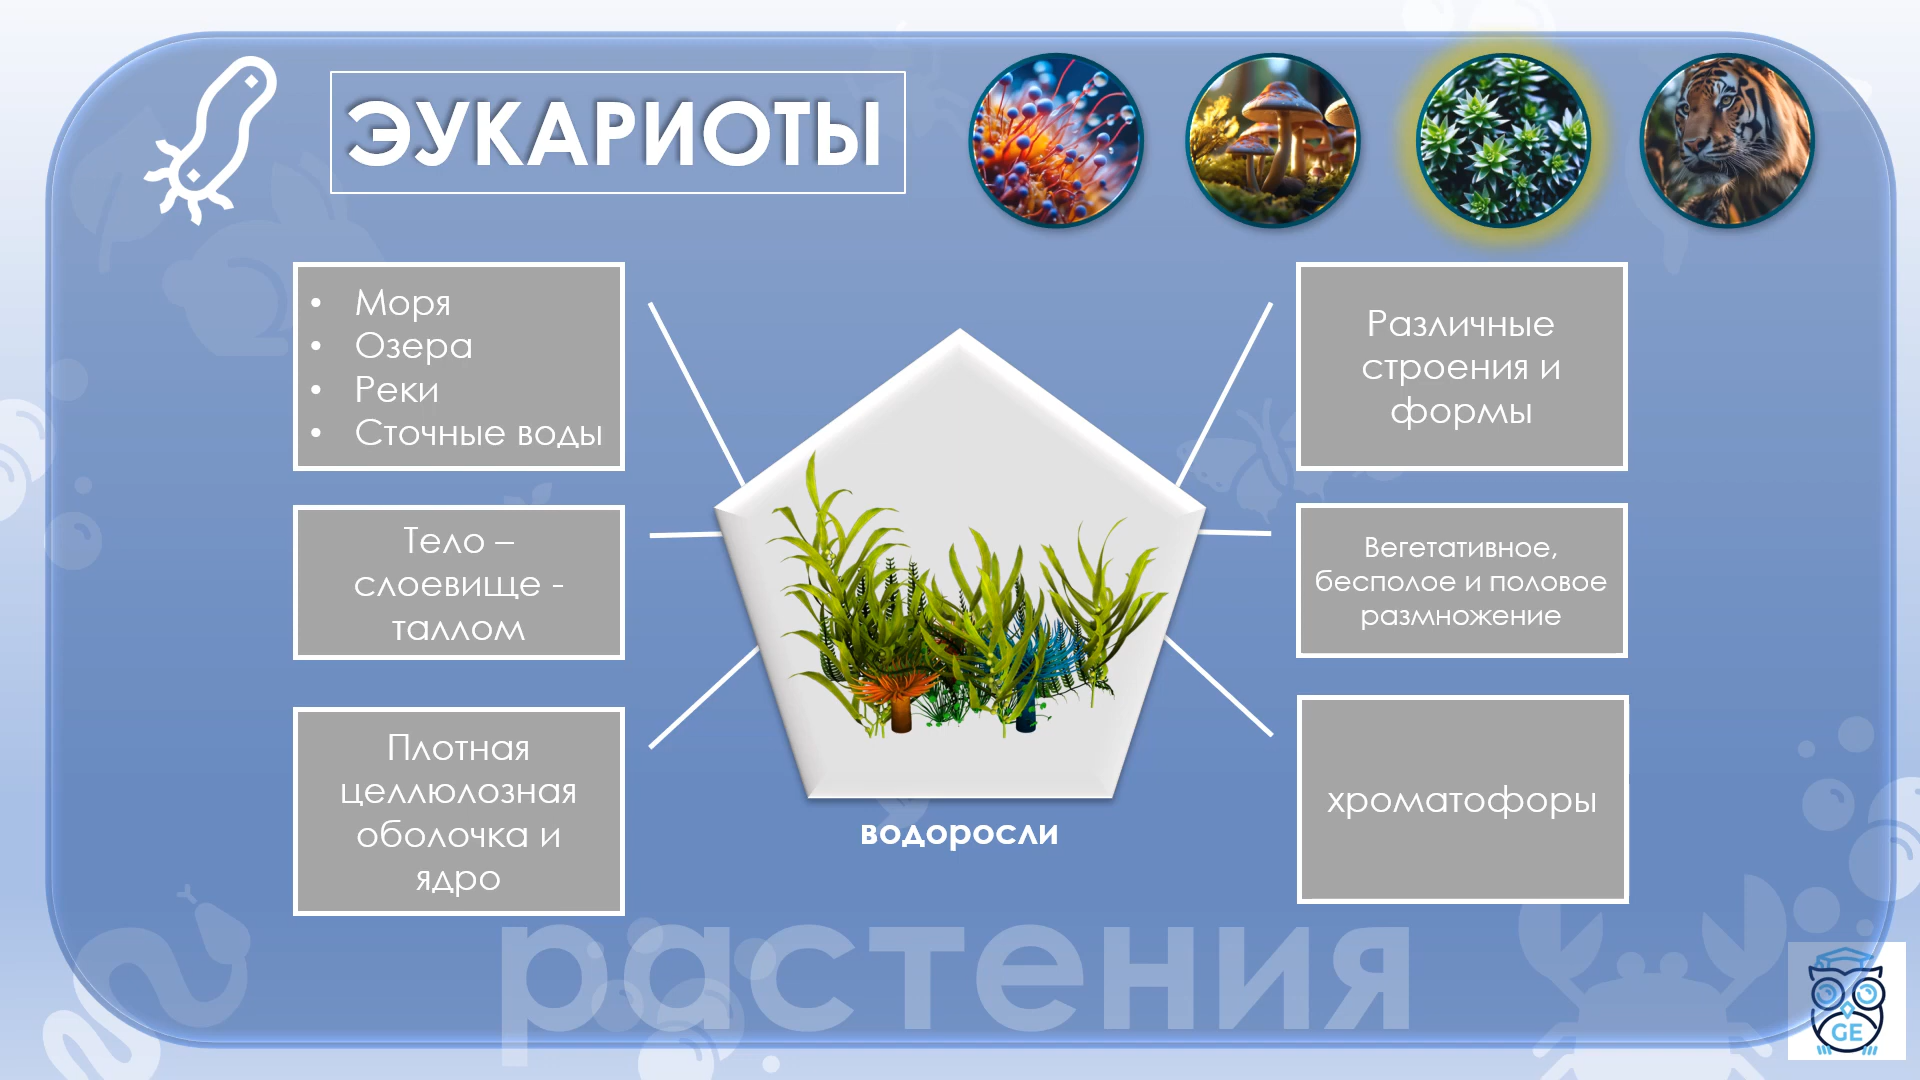 ЭУКАРИОТЫ
• Моря
• Озера
• Реки
• Сточные воды
Тело –
слоевище -
таллом
Плотная
целлюлозная
оболочка и
ядро
водоросли
Различные
строения и
формы
Вегетативное,
бесполое и половое
размножение
хроматофоры
растения
GE